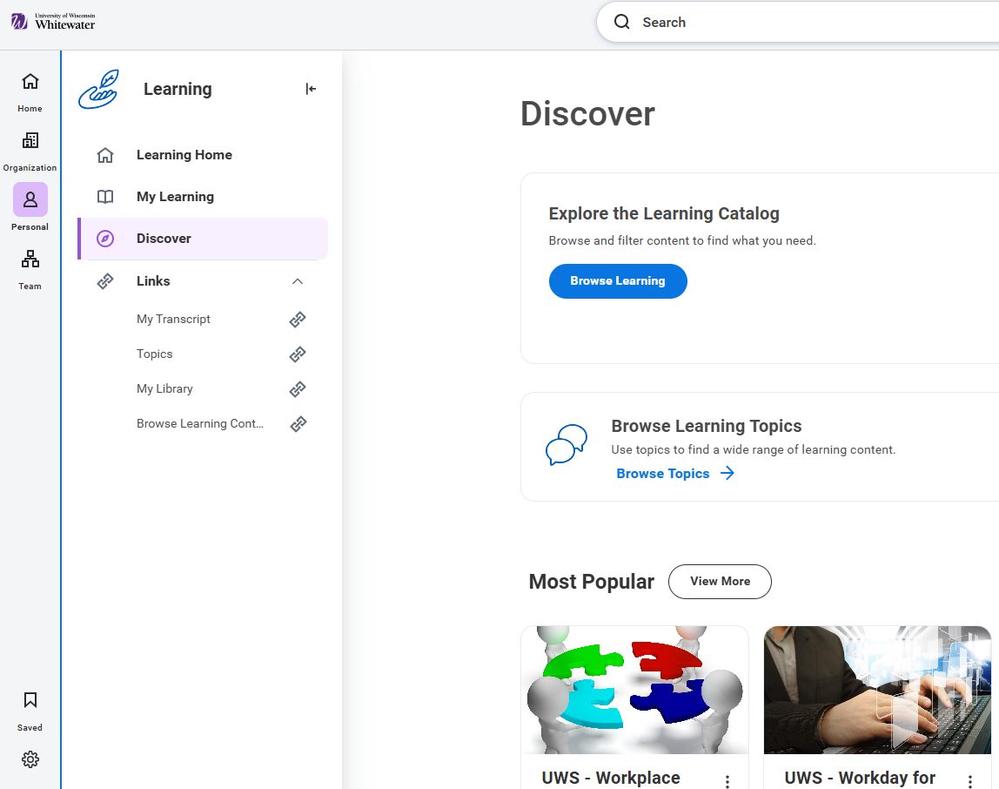 University of Wisconsin
Whitewater
Search
Home
Organization
Personal
Team
Saved
Learning
Learning Home
My Learning
Discover
Links
My Transcript
Topics
My Library
Browse Learning Cont...
Discover
Explore the Learning Catalog
Browse and filter content to find what you need.
Browse Learning
Browse Learning Topics
Use topics to find a wide range of learning content.
Browse Topics
Most Popular
View More
UWS - Workplace
UWS - Workday for